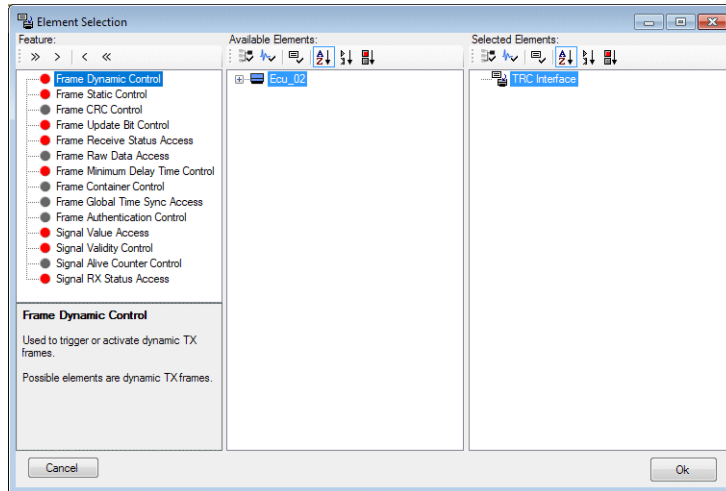 Element Selection
Feature:
Available Elements:
Selected Elements:
Frame Dynamic Control
Frame Static Control
Frame CRC Control
Frame Update Bit Control
Frame Receive Status Access
Frame Raw Data Access
Frame Minimum Delay Time Control
Frame Container Control
Frame Global Time Sync Access
Frame Authentication Control
Signal Value Access
Signal Validity Control
Signal Alive Counter Control
Signal RX Status Access
Ecu_02
TRC Interface
Frame Dynamic Control
Used to trigger or activate dynamic TX
frames.
Possible elements are dynamic TX frames.
Cancel
Ok